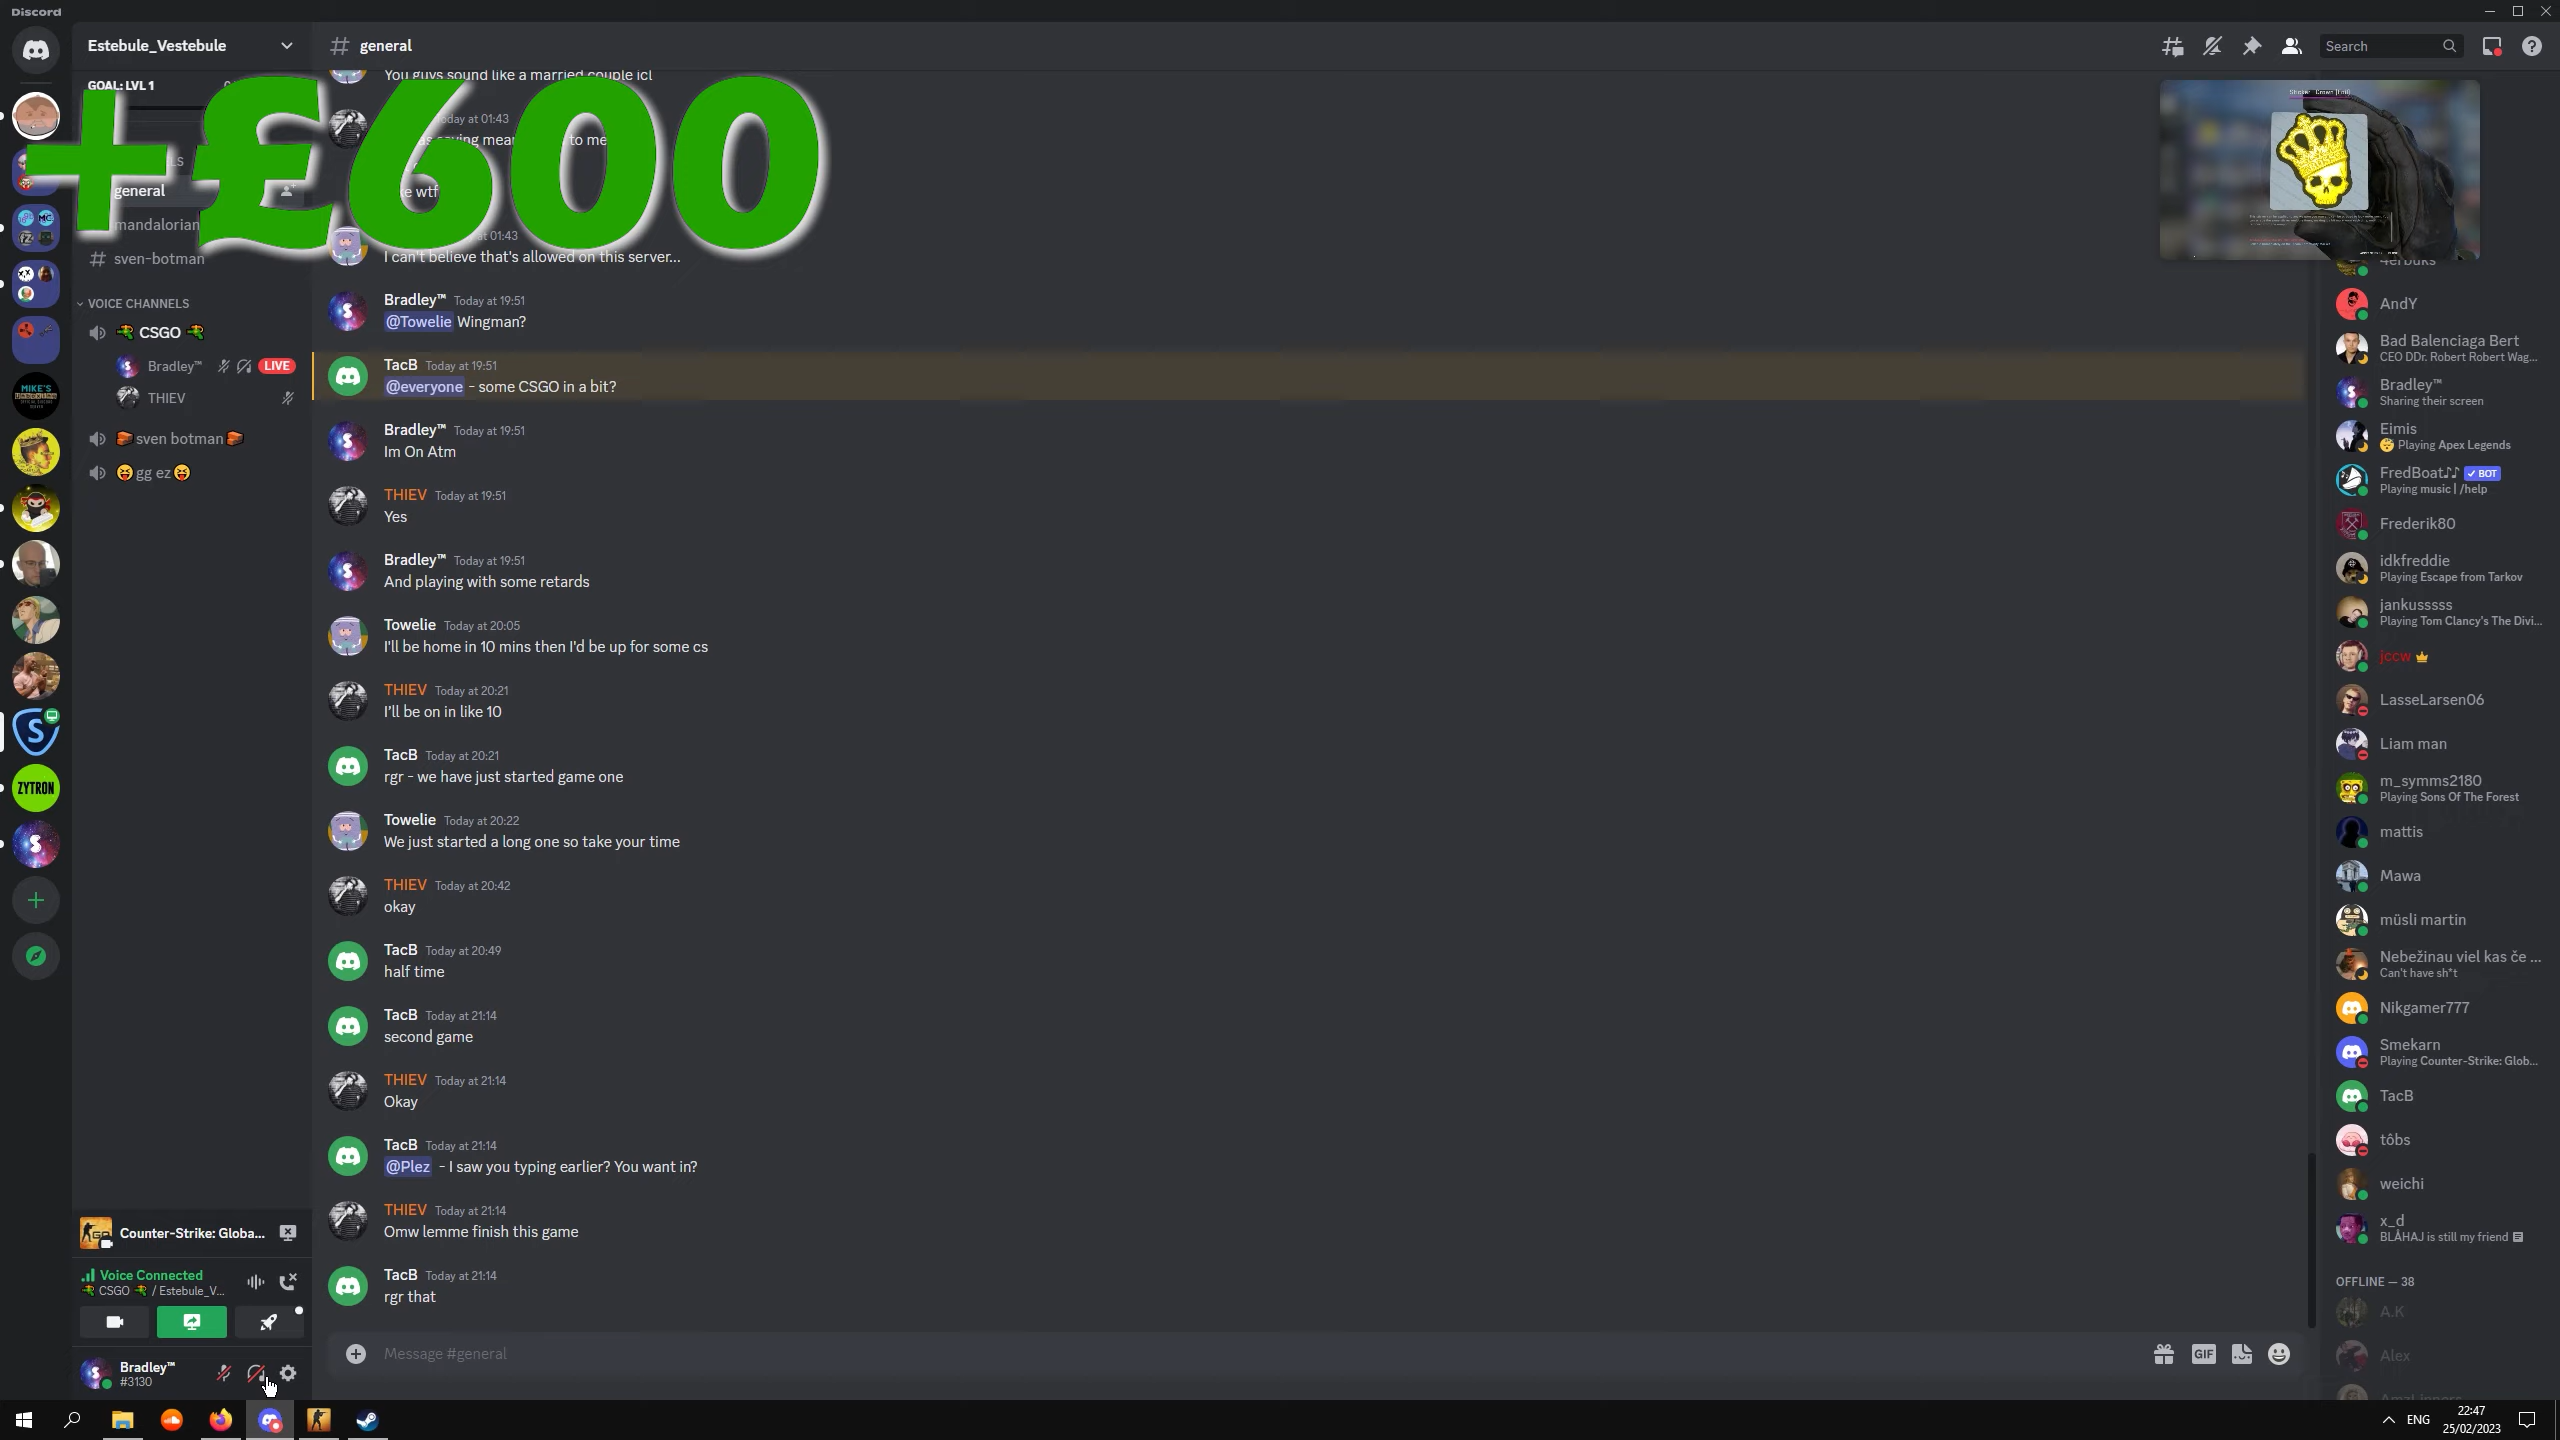 Discord
Estebule_Vestebule
general
Search
GOAL: LVL 1
+£600
general
mandalorian
sven-botman
VOICE CHANNELS
CSGO
Bradley™ LIVE
THIEV
sven botman
gg ez
You guys sound like a married couple icl
Today at 01:43
to me
wtf
01:43
I can't believe that's allowed on this server...
Bradley™ Today at 19:51
@Towelie Wingman?
TacB Today at 19:51
@everyone - some CSGO in a bit?
Bradley™ Today at 19:51
Im On Atm
THIEV Today at 19:51
Yes
Bradley™ Today at 19:51
And playing with some retards
Towelie Today at 20:05
I'll be home in 10 mins then I'd be up for some cs
THIEV Today at 20:21
I'll be on in like 10
TacB Today at 20:21
rgr - we have just started game one
Towelie Today at 20:22
We just started a long one so take your time
THIEV Today at 20:42
okay
TacB Today at 20:49
half time
TacB Today at 21:14
second game
THIEV Today at 21:14
Okay
TacB Today at 21:14
@Plez - I saw you typing earlier? You want in?
THIEV Today at 21:14
Omw lemme finish this game
TacB Today at 21:14
rgr that
Message #general
GIF
MIKE'S
ZYTRON
Counter-Strike: Globa...
Voice Connected
CSGO / Estebule_V...
Bradley™
#3130
AndY
Bad Balenciaga Bert
CEO DDr. Robert Robert Wag...
Bradley™
Sharing their screen
Eimis
Playing Apex Legends
FredBoat♪♪ ✓ BOT
Playing music | /help
Frederik80
idkfreddie
Playing Escape from Tarkov
jankusssss
Playing Tom Clancy's The Divi...
jccw
LasseLarsen06
Liam man
m_symms2180
Playing Sons Of The Forest
mattis
Mawa
müsli martin
Nebežinau viel kas če ...
Can't have sh*t
Nikgamer777
Smekarn
Playing Counter-Strike: Glob...
TacB
tôbs
weichi
x_d
BLÅHAJ is still my friend
OFFLINE — 38
A.K
Alex
ENG
22:47
25/02/2023